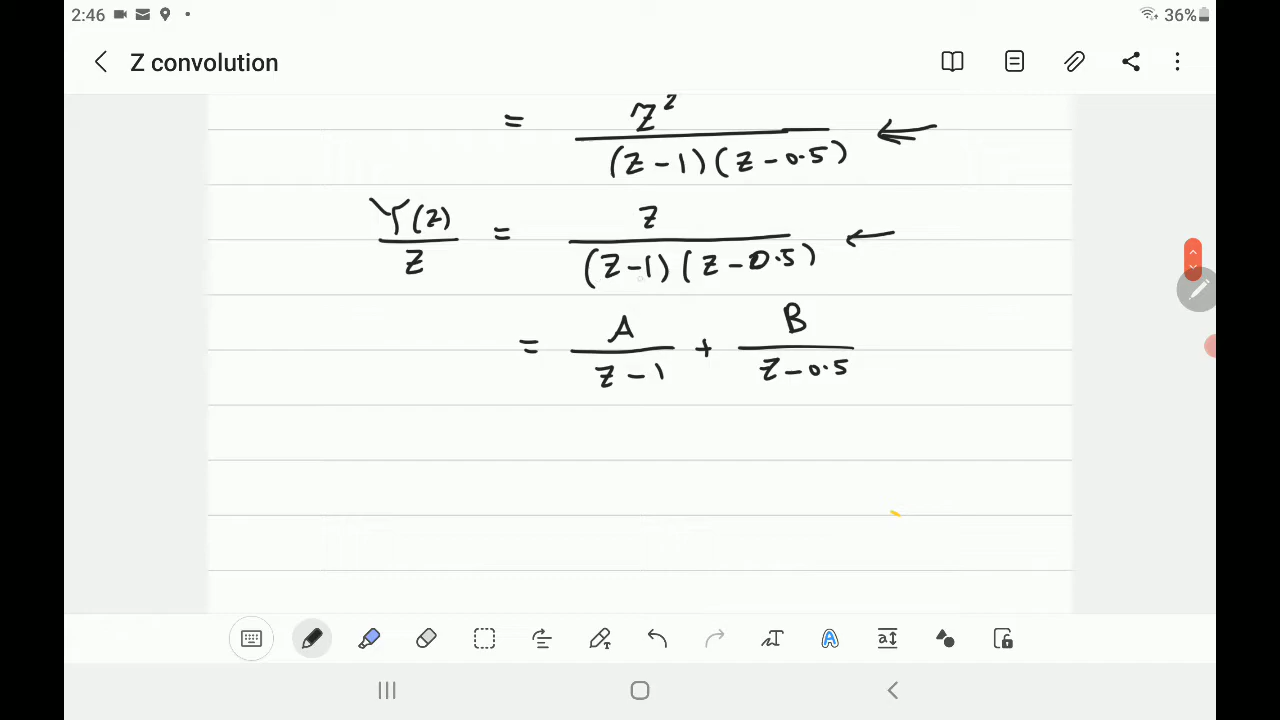 2:46 36%
Z convolution
= Z²
(Z-1)(Z-0.5) ←
Y(Z) = Z
Z (Z-1)(Z-0.5) ←
= A + B
Z-1 Z-0.5